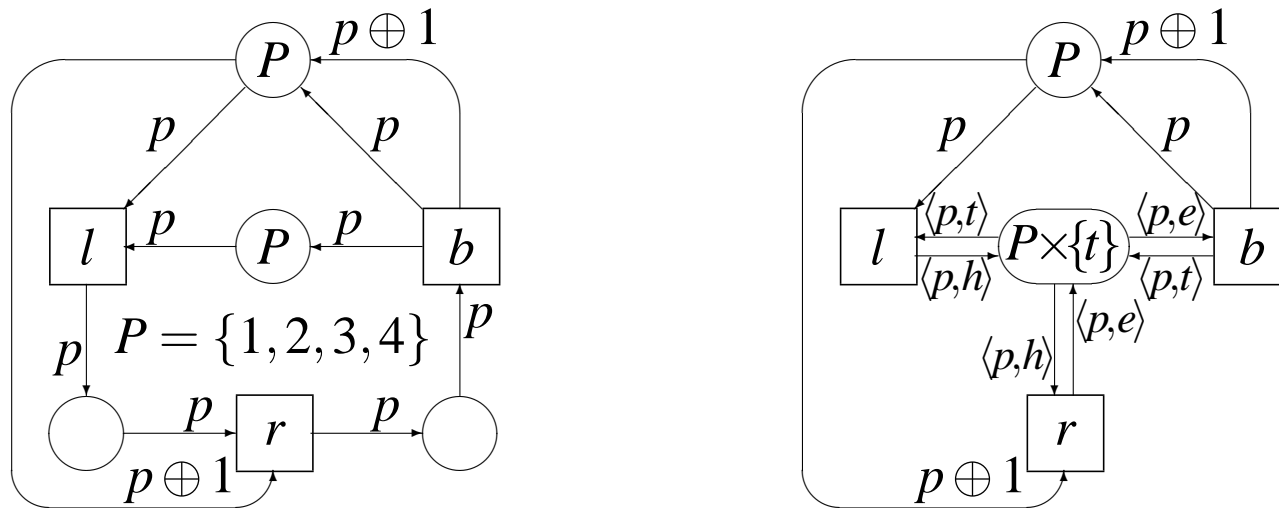 P
p ⊕ 1
p
p
l
p
P
p
b
p
P = {1,2,3,4}
p
p
r
p
p ⊕ 1
P
p ⊕ 1
p
p
l
⟨p,t⟩
⟨p,h⟩
P×{t}
⟨p,e⟩
⟨p,t⟩
b
⟨p,h⟩
⟨p,e⟩
r
p ⊕ 1